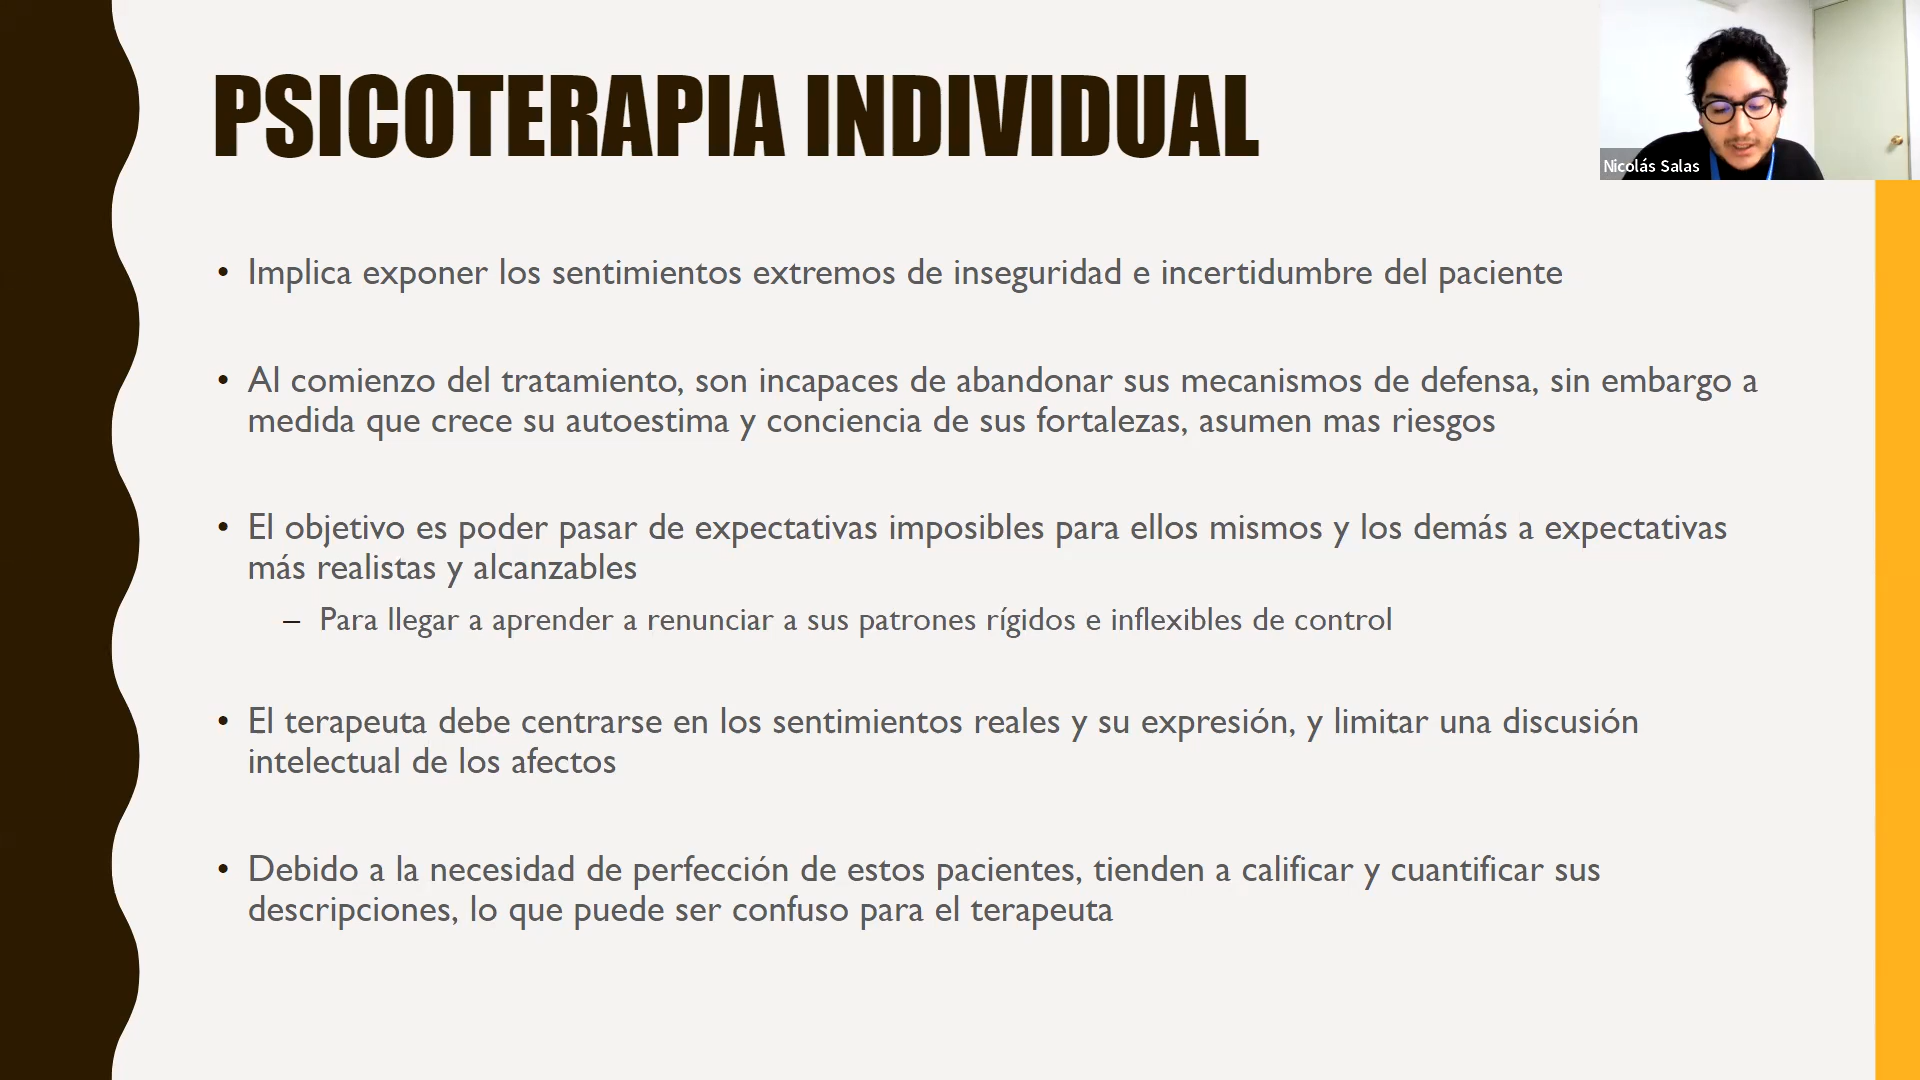 PSICOTERAPIA INDIVIDUAL
Nicolás Salas
• Implica exponer los sentimientos extremos de inseguridad e incertidumbre del paciente
• Al comienzo del tratamiento, son incapaces de abandonar sus mecanismos de defensa, sin embargo a
medida que crece su autoestima y conciencia de sus fortalezas, asumen mas riesgos
• El objetivo es poder pasar de expectativas imposibles para ellos mismos y los demás a expectativas
más realistas y alcanzables
– Para llegar a aprender a renunciar a sus patrones rígidos e inflexibles de control
• El terapeuta debe centrarse en los sentimientos reales y su expresión, y limitar una discusión
intelectual de los afectos
• Debido a la necesidad de perfección de estos pacientes, tienden a calificar y cuantificar sus
descripciones, lo que puede ser confuso para el terapeuta